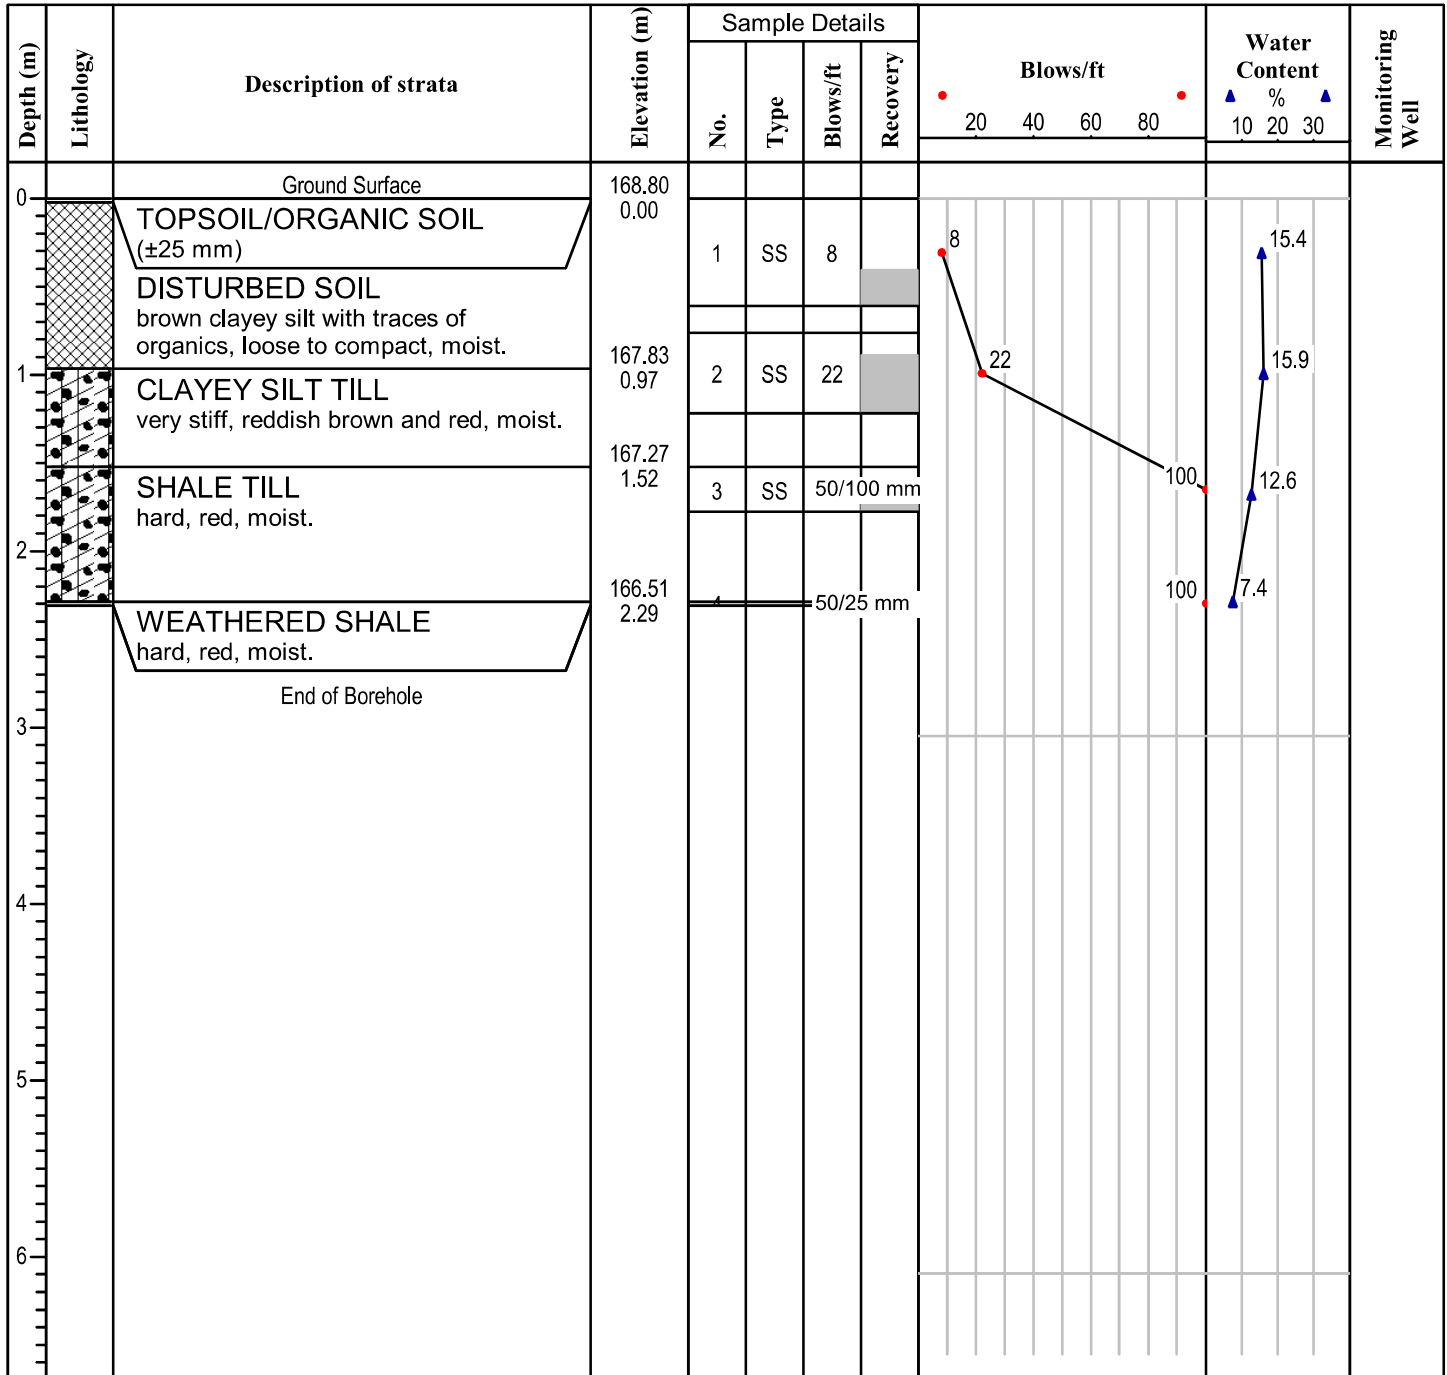 Depth (m)
Lithology
Description of strata
Elevation (m)
Sample Details
No.
Type
Blows/ft
Recovery
Blows/ft
20 40 60 80
Water
Content
%
10 20 30
Monitoring
Well
Ground Surface
168.80
0.00
0
TOPSOIL/ORGANIC SOIL
(±25 mm)
1 SS 8
8
15.4
DISTURBED SOIL
brown clayey silt with traces of
organics, loose to compact, moist.
167.83
0.97
1
2 SS 22
22
15.9
CLAYEY SILT TILL
very stiff, reddish brown and red, moist.
167.27
1.52
SHALE TILL
hard, red, moist.
3 SS 50/100 mm
100
12.6
2
166.51
2.29
4 50/25 mm
100
7.4
WEATHERED SHALE
hard, red, moist.
End of Borehole
3
4
5
6